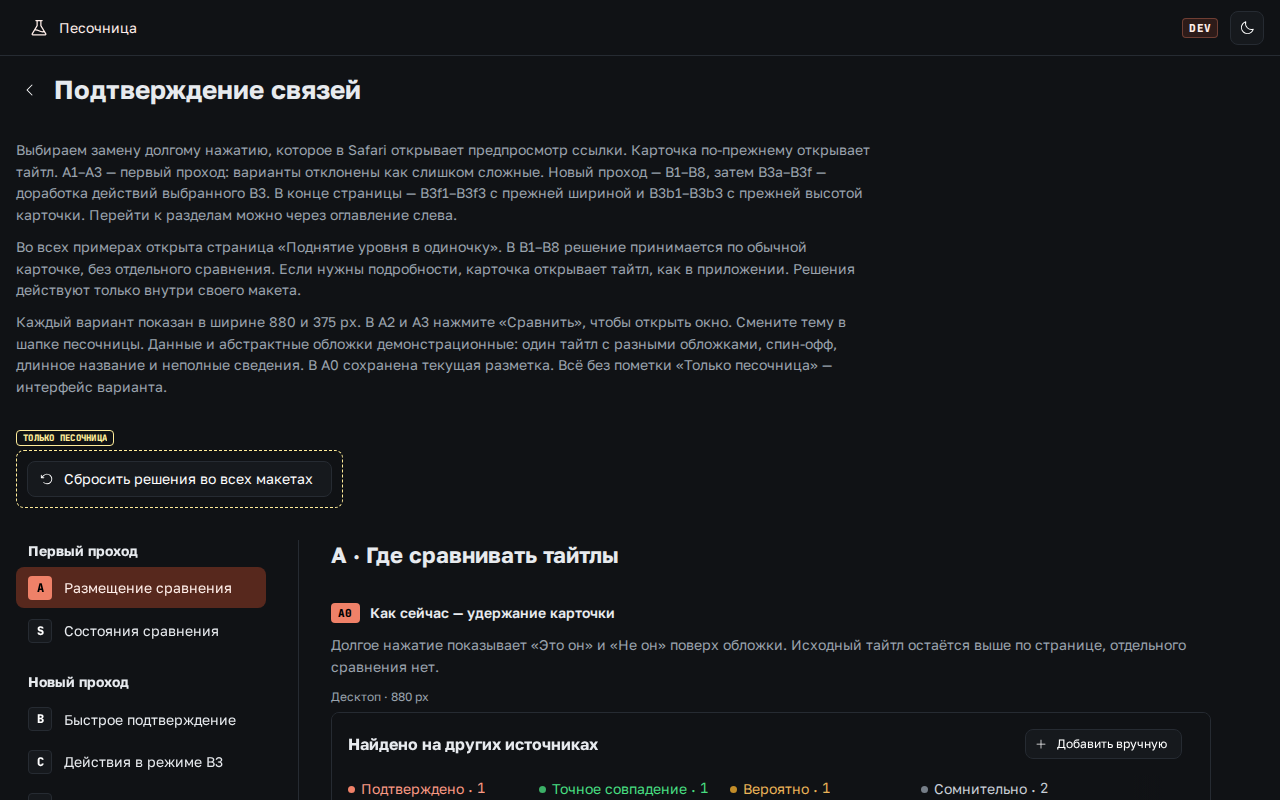 Песочница
DEV
Подтверждение связей
Выбираем замену долгому нажатию, которое в Safari открывает предпросмотр ссылки. Карточка по-прежнему открывает
тайтл. A1–A3 — первый проход: варианты отклонены как слишком сложные. Новый проход — B1–B8, затем B3a–B3f —
доработка действий выбранного B3. В конце страницы — B3f1–B3f3 с прежней шириной и B3b1–B3b3 с прежней высотой
карточки. Перейти к разделам можно через оглавление слева.
Во всех примерах открыта страница «Поднятие уровня в одиночку». В B1–B8 решение принимается по обычной
карточке, без отдельного сравнения. Если нужны подробности, карточка открывает тайтл, как в приложении. Решения
действуют только внутри своего макета.
Каждый вариант показан в ширине 880 и 375 px. В A2 и A3 нажмите «Сравнить», чтобы открыть окно. Смените тему в
шапке песочницы. Данные и абстрактные обложки демонстрационные: один тайтл с разными обложками, спин-офф,
длинное название и неполные сведения. В A0 сохранена текущая разметка. Всё без пометки «Только песочница» —
интерфейс варианта.
ТОЛЬКО ПЕСОЧНИЦА
Сбросить решения во всех макетах
Первый проход
A Размещение сравнения
S Состояния сравнения
Новый проход
B Быстрое подтверждение
C Действия в режиме B3
A · Где сравнивать тайтлы
A0 Как сейчас — удержание карточки
Долгое нажатие показывает «Это он» и «Не он» поверх обложки. Исходный тайтл остаётся выше по странице, отдельного
сравнения нет.
Десктоп · 880 px
Найдено на других источниках
Добавить вручную
Подтверждено · 1
Точное совпадение · 1
Вероятно · 1
Сомнительно · 2